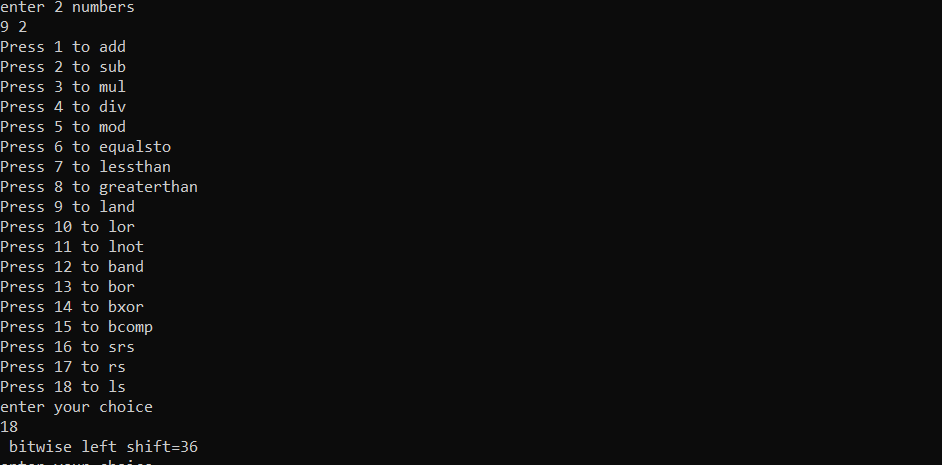 enter 2 numbers
9 2
Press 1 to add
Press 2 to sub
Press 3 to mul
Press 4 to div
Press 5 to mod
Press 6 to equalsto
Press 7 to lessthan
Press 8 to greaterthan
Press 9 to land
Press 10 to lor
Press 11 to lnot
Press 12 to band
Press 13 to bor
Press 14 to bxor
Press 15 to bcomp
Press 16 to srs
Press 17 to rs
Press 18 to ls
enter your choice
18
 bitwise left shift=36
enter your choice